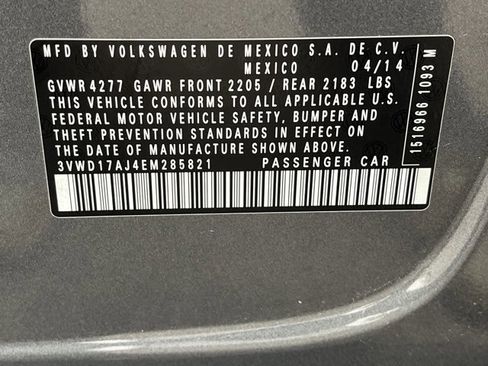 MFD BY VOLKSWAGEN DE MEXICO S.A. DE C.V.
MEXICO 04/14
GVWR 4277 GAWR FRONT 2205 / REAR 2183 LBS
THIS VEHICLE CONFORMS TO ALL APPLICABLE U.S.
FEDERAL MOTOR VEHICLE SAFETY, BUMPER AND
THEFT PREVENTION STANDARDS IN EFFECT ON
THE DATE OF MANUFACTURE SHOWN ABOVE.
3VWD17AJ4EM285821 PASSENGER CAR
1516966 1093 M